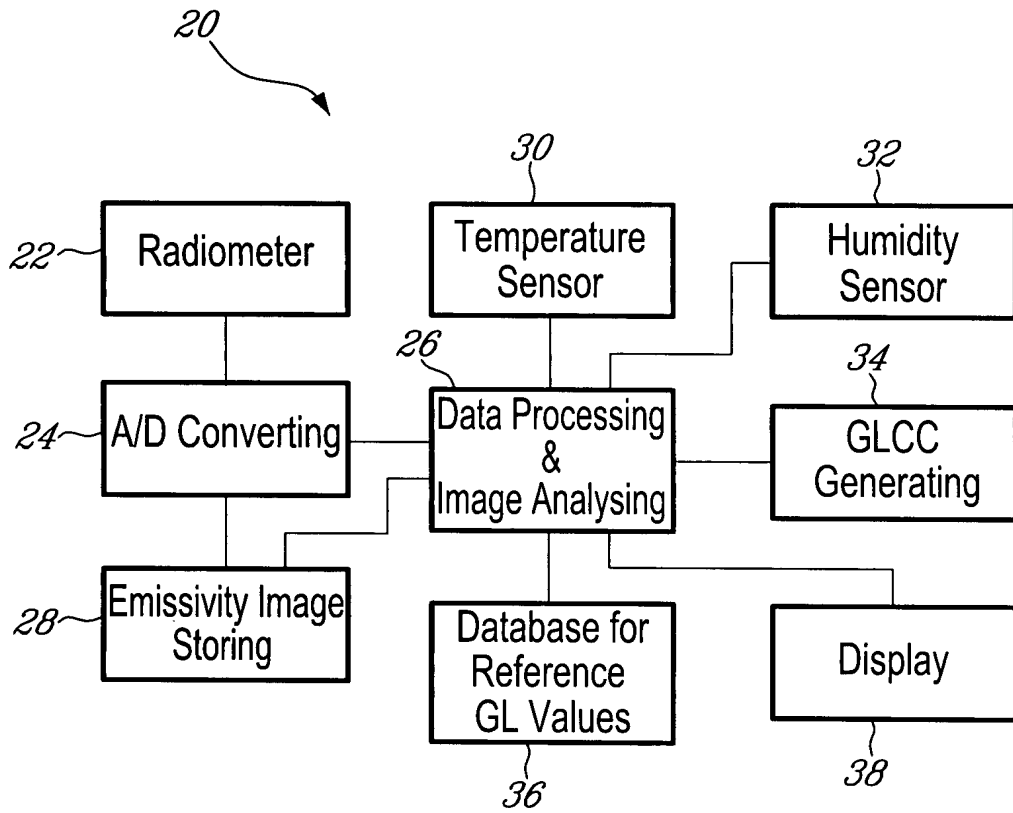 20
30
32
22
Radiometer
Temperature
Sensor
Humidity
Sensor
26
34
24
A/D Converting
Data Processing
&
Image Analysing
GLCC
Generating
28
Emissivity Image
Storing
Database for
Reference
GL Values
Display
36
38